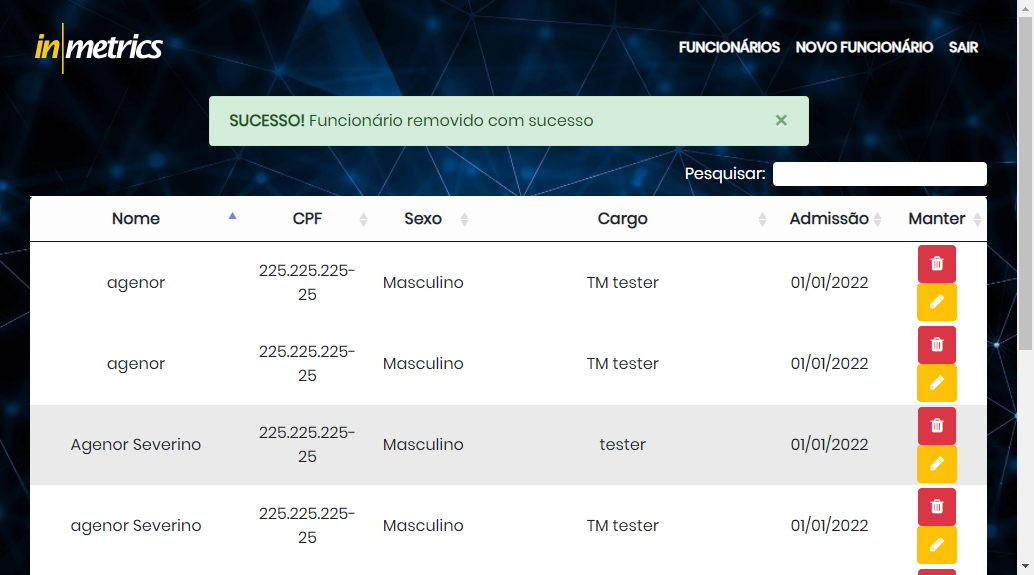 in|metrics
FUNCIONÁRIOS NOVO FUNCIONÁRIO SAIR
SUCESSO! Funcionário removido com sucesso ×
Pesquisar:
Nome CPF Sexo Cargo Admissão Manter
agenor 225.225.225-25 Masculino TM tester 01/01/2022
agenor 225.225.225-25 Masculino TM tester 01/01/2022
Agenor Severino 225.225.225-25 Masculino tester 01/01/2022
agenor Severino 225.225.225-25 Masculino TM tester 01/01/2022